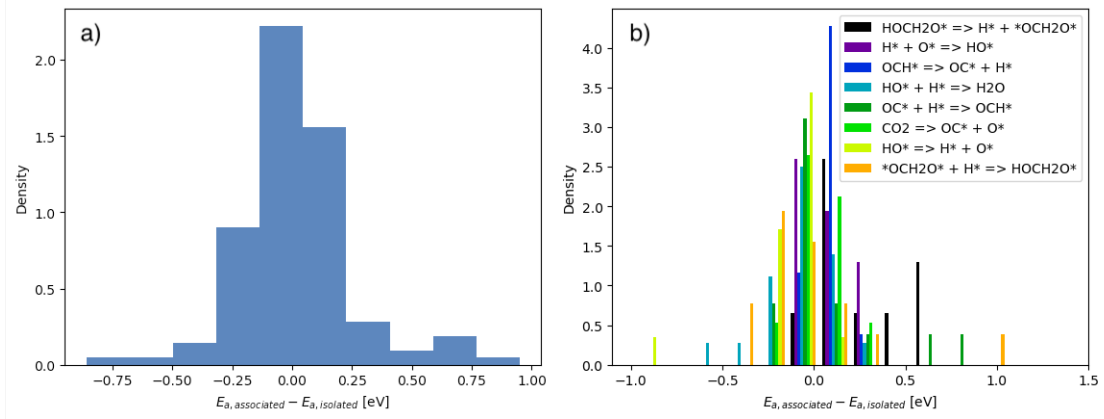 a)
2.0
1.5
1.0
0.5
0.0
Density
−0.75 −0.50 −0.25 0.00 0.25 0.50 0.75 1.00
E_{a, associated} − E_{a, isolated} [eV]
b)
HOCH2O* => H* + *OCH2O*
H* + O* => HO*
OCH* => OC* + H*
HO* + H* => H2O
OC* + H* => OCH*
CO2 => OC* + O*
HO* => H* + O*
*OCH2O* + H* => HOCH2O*
4.0
3.5
3.0
2.5
2.0
1.5
1.0
0.5
0.0
Density
−1.0 −0.5 0.0 0.5 1.0 1.5
E_{a, associated} − E_{a, isolated} [eV]